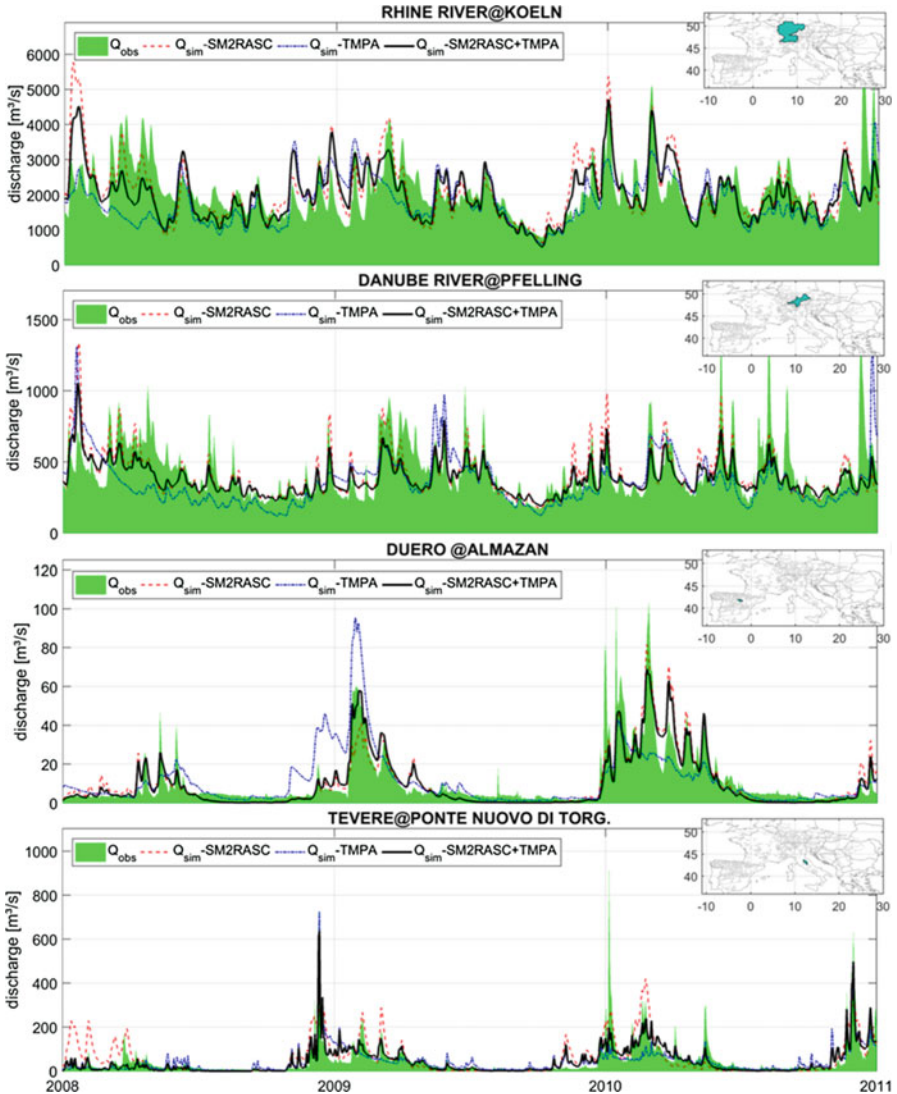 RHINE RIVER@KOELN
Qobs Qsim-SM2RASC Qsim-TMPA Qsim-SM2RASC+TMPA
discharge [m³/s]
6000
5000
4000
3000
2000
1000
0
50
45
40
-10 0 10 20 30
DANUBE RIVER@PFELLING
Qobs Qsim-SM2RASC Qsim-TMPA Qsim-SM2RASC+TMPA
discharge [m³/s]
1500
1000
500
0
50
45
40
-10 0 10 20 30
DUERO @ALMAZAN
Qobs Qsim-SM2RASC Qsim-TMPA Qsim-SM2RASC+TMPA
discharge [m³/s]
120
100
80
60
40
20
0
50
45
40
-10 0 10 20 30
TEVERE@PONTE NUOVO DI TORG.
Qobs Qsim-SM2RASC Qsim-TMPA Qsim-SM2RASC+TMPA
discharge [m³/s]
1000
800
600
400
200
0
50
45
40
-10 0 10 20 30
2008 2009 2010 2011